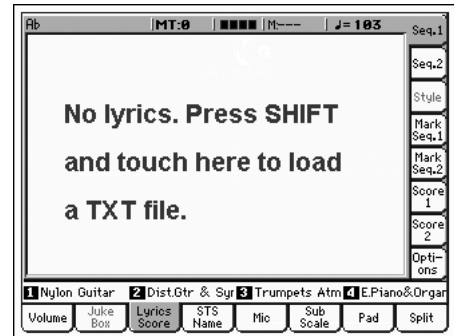 Ab MT:0 M:--- ♩=103
Seq.1
Seq.2
Style
Mark Seq.1
Mark Seq.2
Score 1
Score 2
Opti-ons
No lyrics. Press SHIFT
and touch here to load
a TXT file.
1 Nylon Guitar 2 Dist.Gtr & Syr 3 Trumpets Atm 4 E.Piano&Orgar
Volume Juke Box Lyrics Score STS Name Mic Sub Scale Pad Split